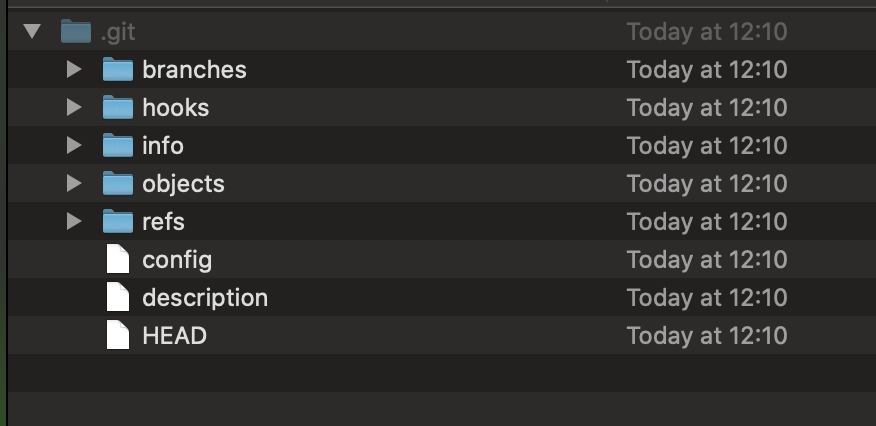 .git Today at 12:10
branches Today at 12:10
hooks Today at 12:10
info Today at 12:10
objects Today at 12:10
refs Today at 12:10
config Today at 12:10
description Today at 12:10
HEAD Today at 12:10